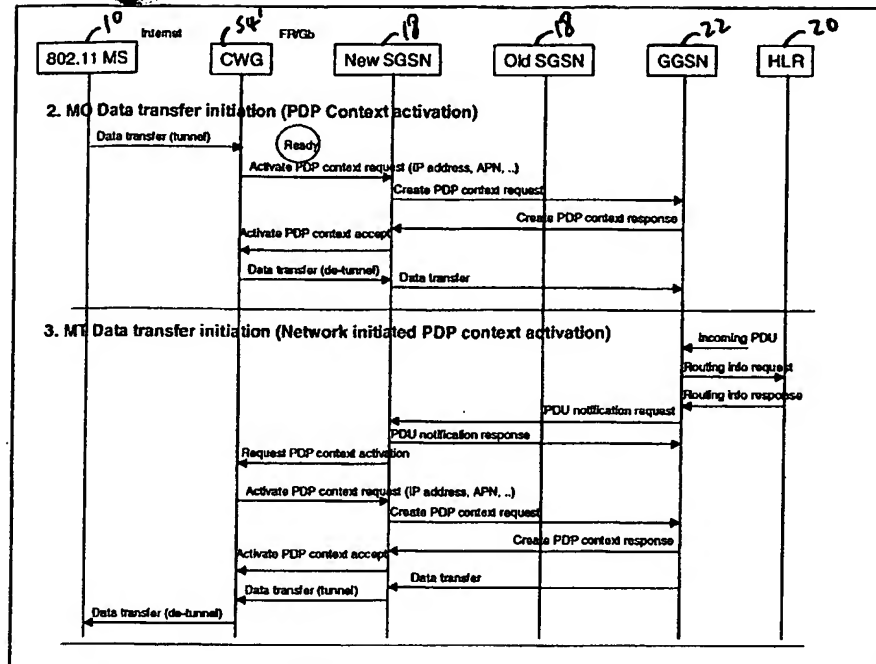 10 54' 18 18 22 20
Internet FR/Gb
802.11 MS CWG New SGSN Old SGSN GGSN HLR
2. MO Data transfer initiation (PDP Context activation)
Data transfer (tunnel)
Ready
Activate PDP context request (IP address, APN, ..)
Create PDP context request
Create PDP context response
Activate PDP context accept
Data transfer (de-tunnel) Data transfer
3. MT Data transfer initiation (Network initiated PDP context activation)
Incoming PDU
Routing info request
Routing info response
PDU notification request
PDU notification response
Request PDP context activation
Activate PDP context request (IP address, APN, ..)
Create PDP context request
Create PDP context response
Activate PDP context accept
Data transfer
Data transfer (tunnel)
Data transfer (de-tunnel)